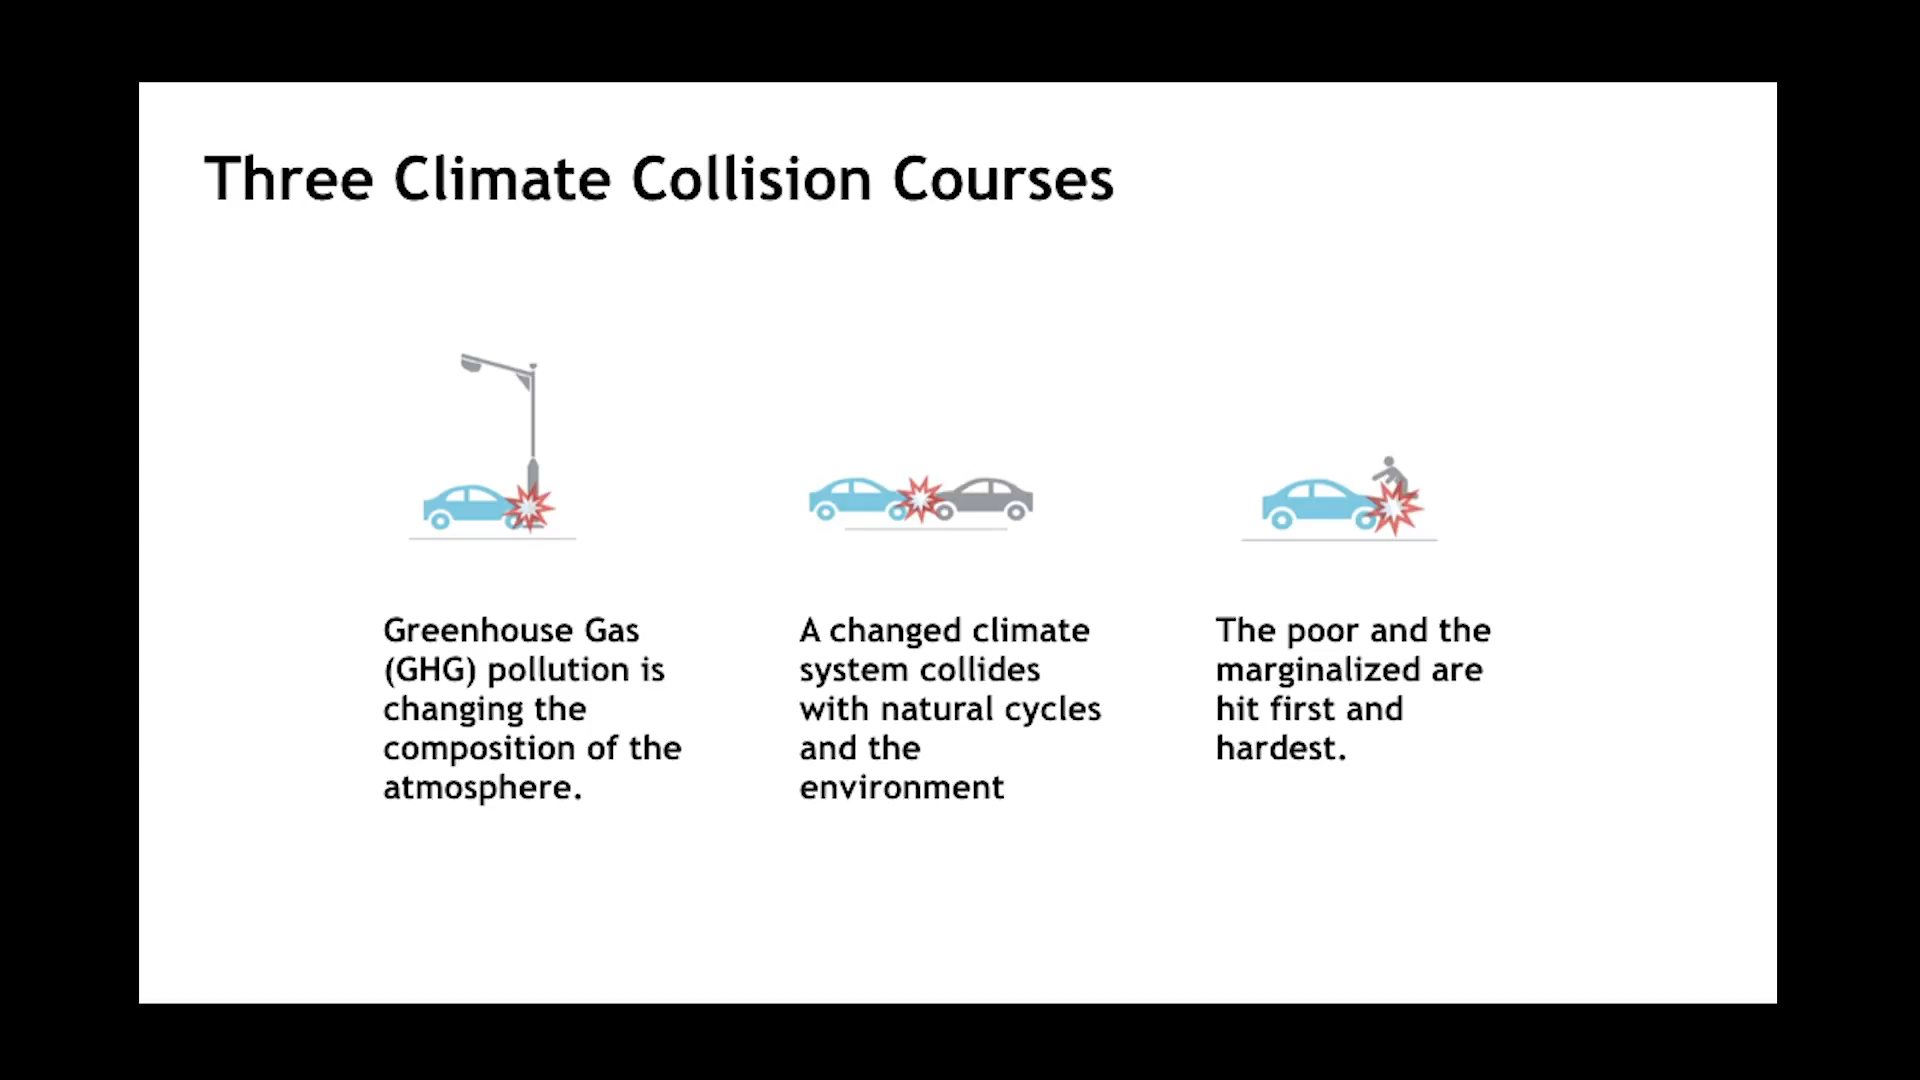 Three Climate Collision Courses
Greenhouse Gas
(GHG) pollution is
changing the
composition of the
atmosphere.
A changed climate
system collides
with natural cycles
and the
environment
The poor and the
marginalized are
hit first and
hardest.